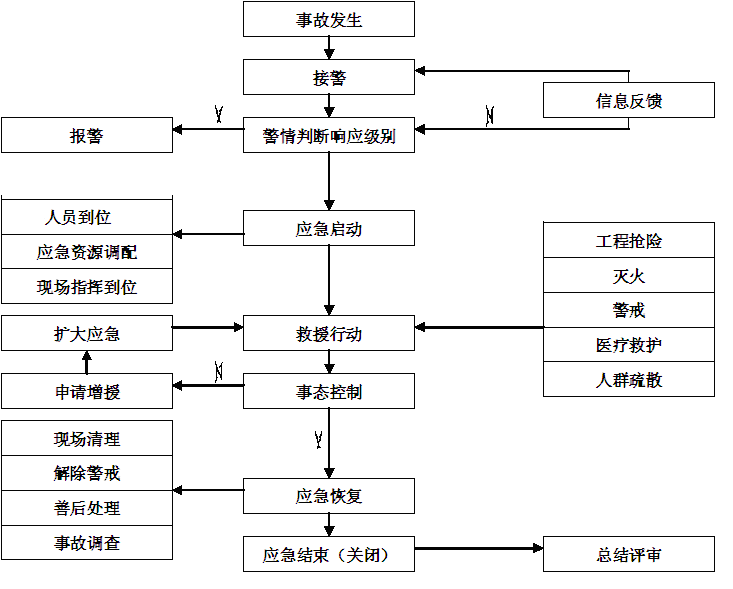 事故发生
接警
信息反馈
Y
N
报警
警情判断响应级别
人员到位
应急启动
应急资源调配
现场指挥到位
工程抢险
灭火
警戒
医疗救护
人群疏散
扩大应急
救援行动
N
申请增援
事态控制
Y
现场清理
解除警戒
善后处理
事故调查
应急恢复
应急结束（关闭）
总结评审